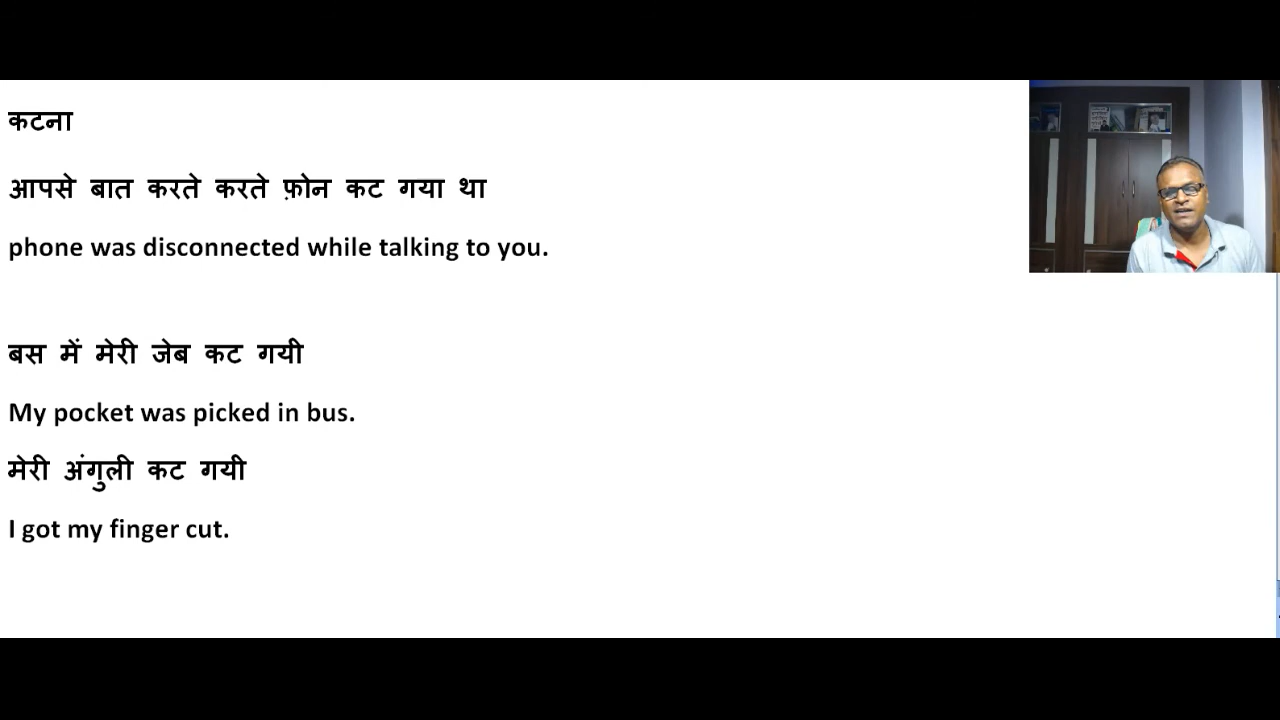 कटना
आपसे बात करते करते फ़ोन कट गया था
phone was disconnected while talking to you.
बस में मेरी जेब कट गयी
My pocket was picked in bus.
मेरी अंगुली कट गयी
I got my finger cut.